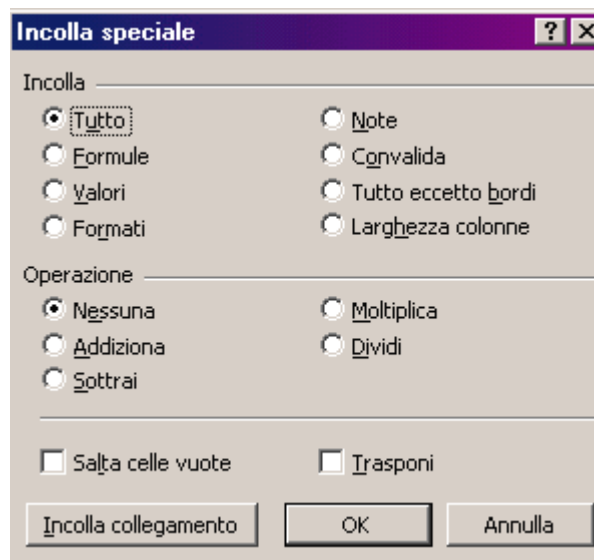 Incolla speciale
Incolla
Tutto
Note
Formule
Convalida
Valori
Tutto eccetto bordi
Formati
Larghezza colonne
Operazione
Nessuna
Moltiplica
Addiziona
Dividi
Sottrai
Salta celle vuote
Trasponi
Incolla collegamento
OK
Annulla